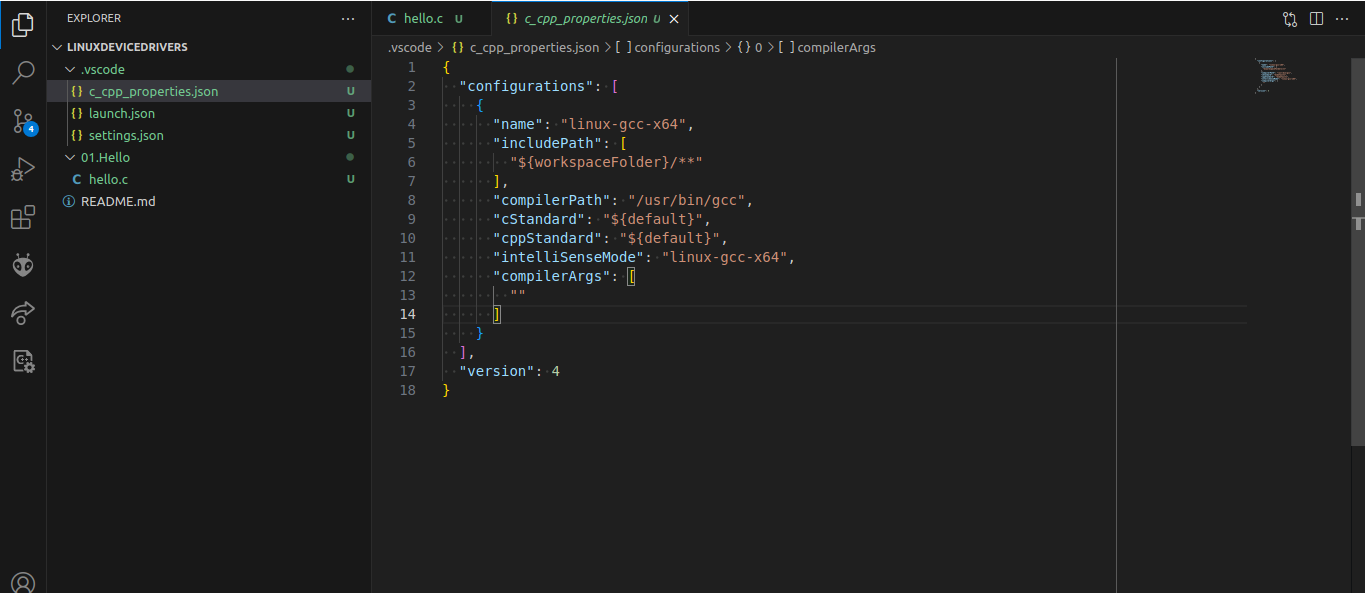 EXPLORER
LINUXDEVICEDRIVERS
.vscode
{} c_cpp_properties.json U
{} launch.json U
{} settings.json U
01.Hello
C hello.c U
README.md
4
C hello.c U
{} c_cpp_properties.json U
.vscode > {} c_cpp_properties.json > [ ] configurations > {} 0 > [ ] compilerArgs
1 {
2 "configurations": [
3 {
4 "name": "linux-gcc-x64",
5 "includePath": [
6 "${workspaceFolder}/**"
7 ],
8 "compilerPath": "/usr/bin/gcc",
9 "cStandard": "${default}",
10 "cppStandard": "${default}",
11 "intelliSenseMode": "linux-gcc-x64",
12 "compilerArgs": [
13 ""
14 ]
15 }
16 ],
17 "version": 4
18 }